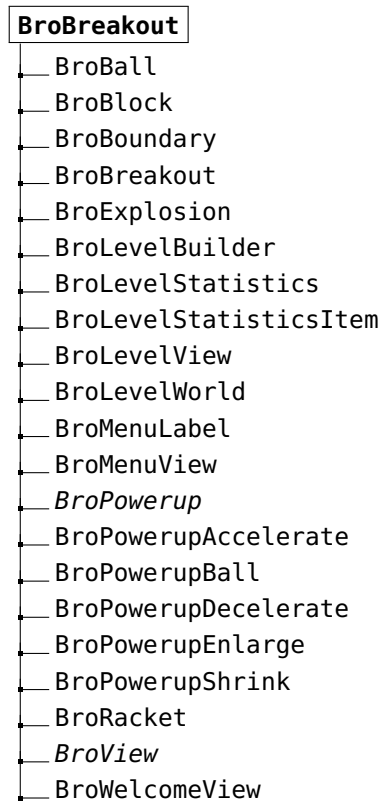 BroBreakout
BroBall
BroBlock
BroBoundary
BroBreakout
BroExplosion
BroLevelBuilder
BroLevelStatistics
BroLevelStatisticsItem
BroLevelView
BroLevelWorld
BroMenuLabel
BroMenuView
BroPowerup
BroPowerupAccelerate
BroPowerupBall
BroPowerupDecelerate
BroPowerupEnlarge
BroPowerupShrink
BroRacket
BroView
BroWelcomeView